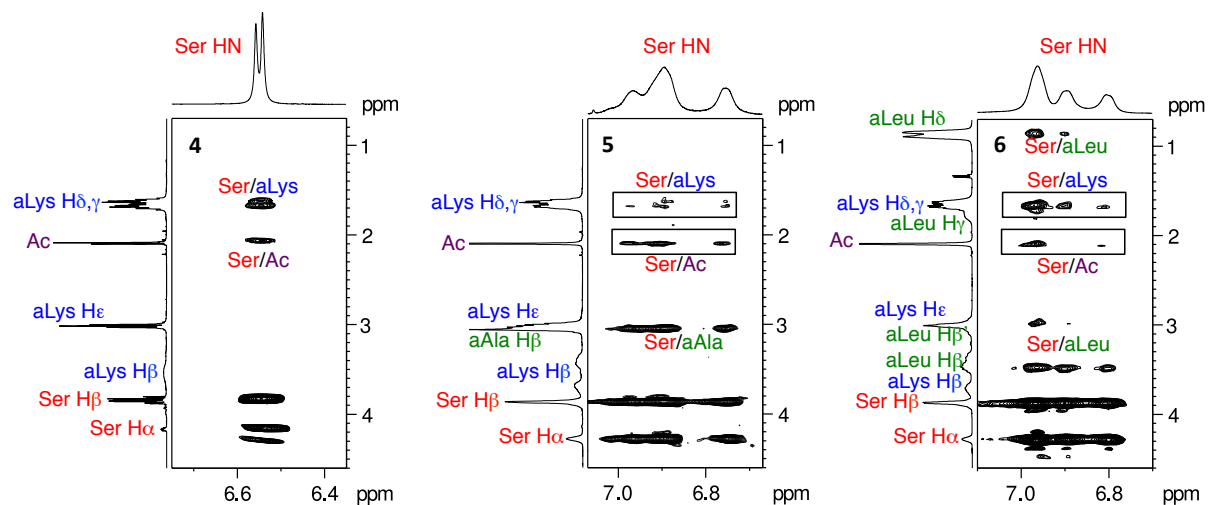 Ser HN
ppm
4
1
2
3
4
Ser/aLys
Ser/Ac
aLys Hδ,γ
Ac
aLys Hε
aLys Hβ
Ser Hβ
Ser Hα
6.6
6.4
ppm
Ser HN
ppm
5
1
2
3
4
Ser/aLys
Ser/Ac
Ser/aAla
aLys Hδ,γ
Ac
aLys Hε
aAla Hβ
aLys Hβ
Ser Hβ
Ser Hα
7.0
6.8
ppm
Ser HN
ppm
6
1
2
3
4
aLeu Hδ
Ser/aLeu
Ser/aLys
aLys Hδ,γ
aLeu Hγ
Ac
Ser/Ac
aLys Hε
aLeu Hβ'
Ser/aLeu
aLeu Hβ
aLys Hβ
Ser Hβ
Ser Hα
7.0
6.8
ppm